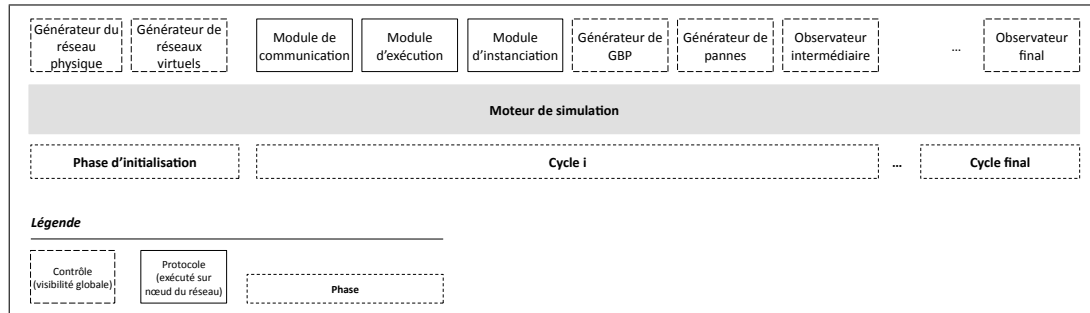 Générateur du
réseau
physique
Générateur de
réseaux
virtuels
Module de
communication
Module
d'exécution
Module
d'instanciation
Générateur de
GBP
Générateur de
pannes
Observateur
intermédiaire
...
Observateur
final
Moteur de simulation
Phase d'initialisation
Cycle i
...
Cycle final
Légende
Contrôle
(visibilité globale)
Protocole
(exécuté sur
nœud du réseau)
Phase